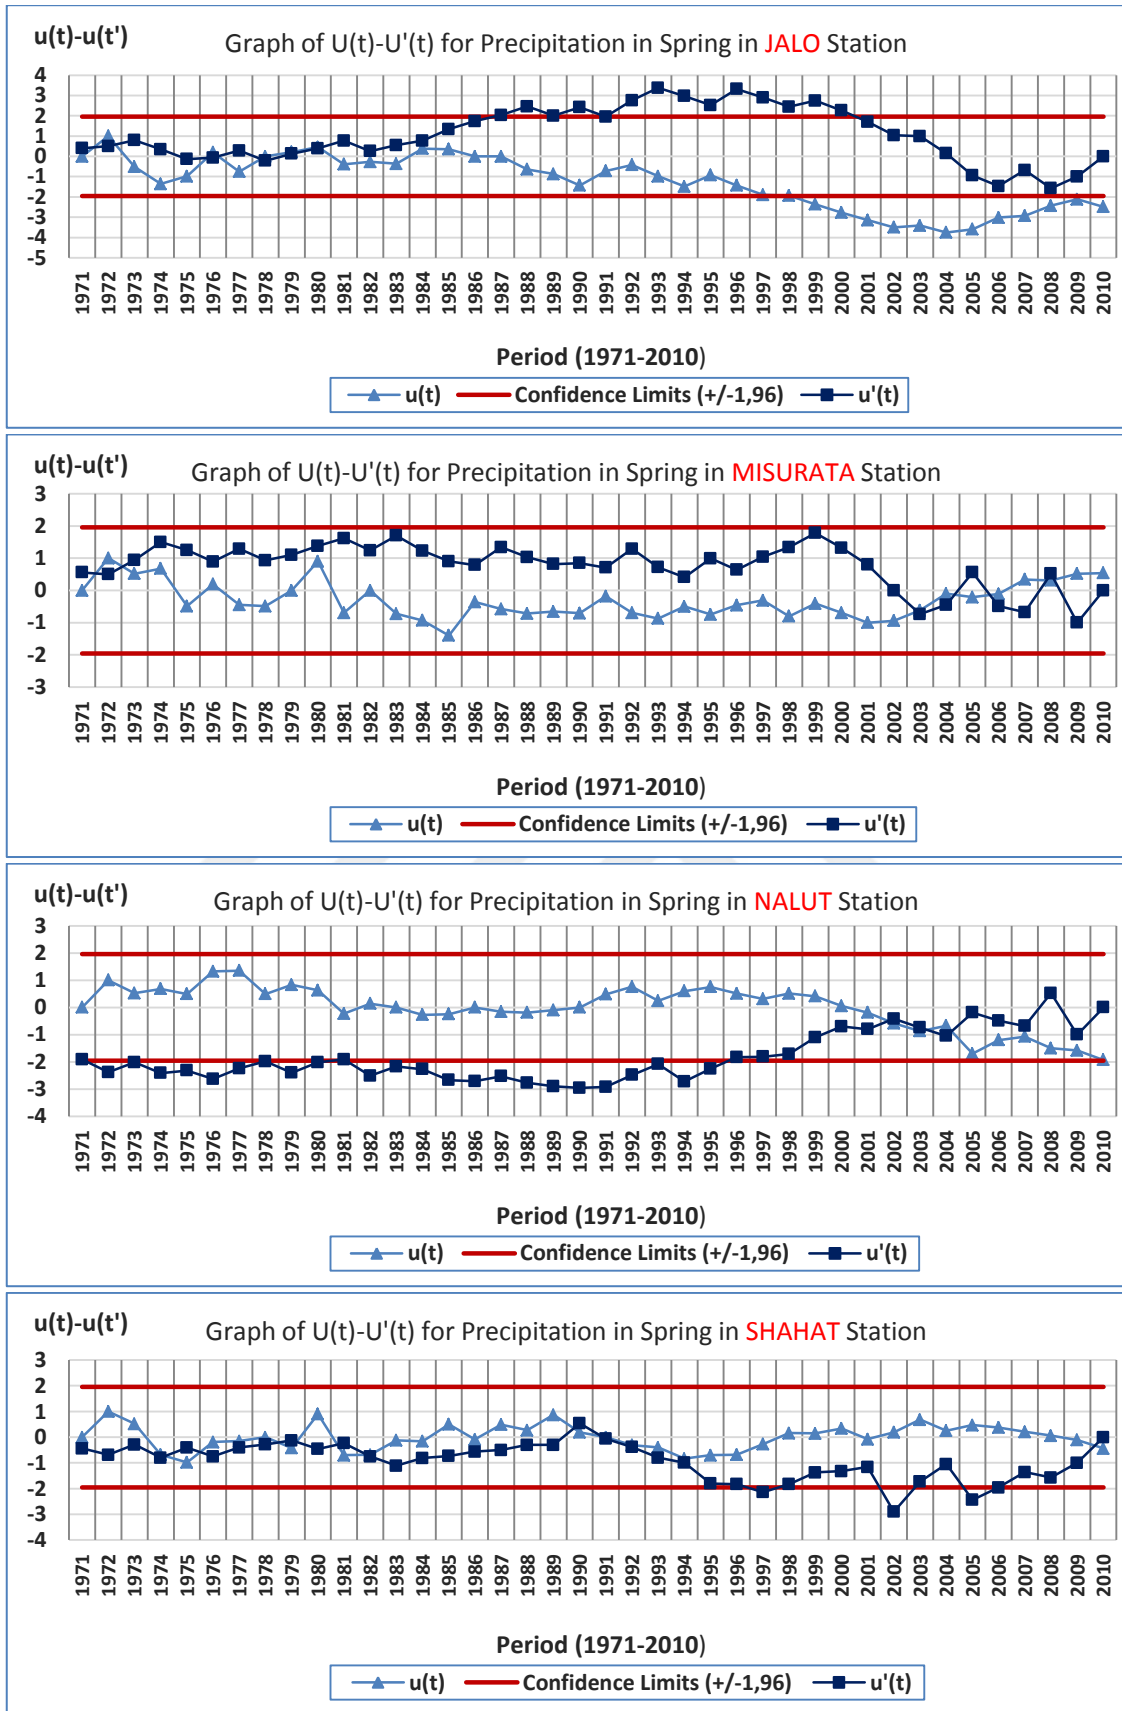 u(t)-u(t')
Graph of U(t)-U'(t) for Precipitation in Spring in JALO Station
4
3
2
1
0
-1
-2
-3
-4
-5
1971 1972 1973 1974 1975 1976 1977 1978 1979 1980 1981 1982 1983 1984 1985 1986 1987 1988 1989 1990 1991 1992 1993 1994 1995 1996 1997 1998 1999 2000 2001 2002 2003 2004 2005 2006 2007 2008 2009 2010
Period (1971-2010)
u(t) Confidence Limits (+/-1,96) u'(t)
u(t)-u(t')
Graph of U(t)-U'(t) for Precipitation in Spring in MISURATA Station
3
2
1
0
-1
-2
-3
1971 1972 1973 1974 1975 1976 1977 1978 1979 1980 1981 1982 1983 1984 1985 1986 1987 1988 1989 1990 1991 1992 1993 1994 1995 1996 1997 1998 1999 2000 2001 2002 2003 2004 2005 2006 2007 2008 2009 2010
Period (1971-2010)
u(t) Confidence Limits (+/-1,96) u'(t)
u(t)-u(t')
Graph of U(t)-U'(t) for Precipitation in Spring in NALUT Station
3
2
1
0
-1
-2
-3
-4
1971 1972 1973 1974 1975 1976 1977 1978 1979 1980 1981 1982 1983 1984 1985 1986 1987 1988 1989 1990 1991 1992 1993 1994 1995 1996 1997 1998 1999 2000 2001 2002 2003 2004 2005 2006 2007 2008 2009 2010
Period (1971-2010)
u(t) Confidence Limits (+/-1,96) u'(t)
u(t)-u(t')
Graph of U(t)-U'(t) for Precipitation in Spring in SHAHAT Station
3
2
1
0
-1
-2
-3
-4
1971 1972 1973 1974 1975 1976 1977 1978 1979 1980 1981 1982 1983 1984 1985 1986 1987 1988 1989 1990 1991 1992 1993 1994 1995 1996 1997 1998 1999 2000 2001 2002 2003 2004 2005 2006 2007 2008 2009 2010
Period (1971-2010)
u(t) Confidence Limits (+/-1,96) u'(t)